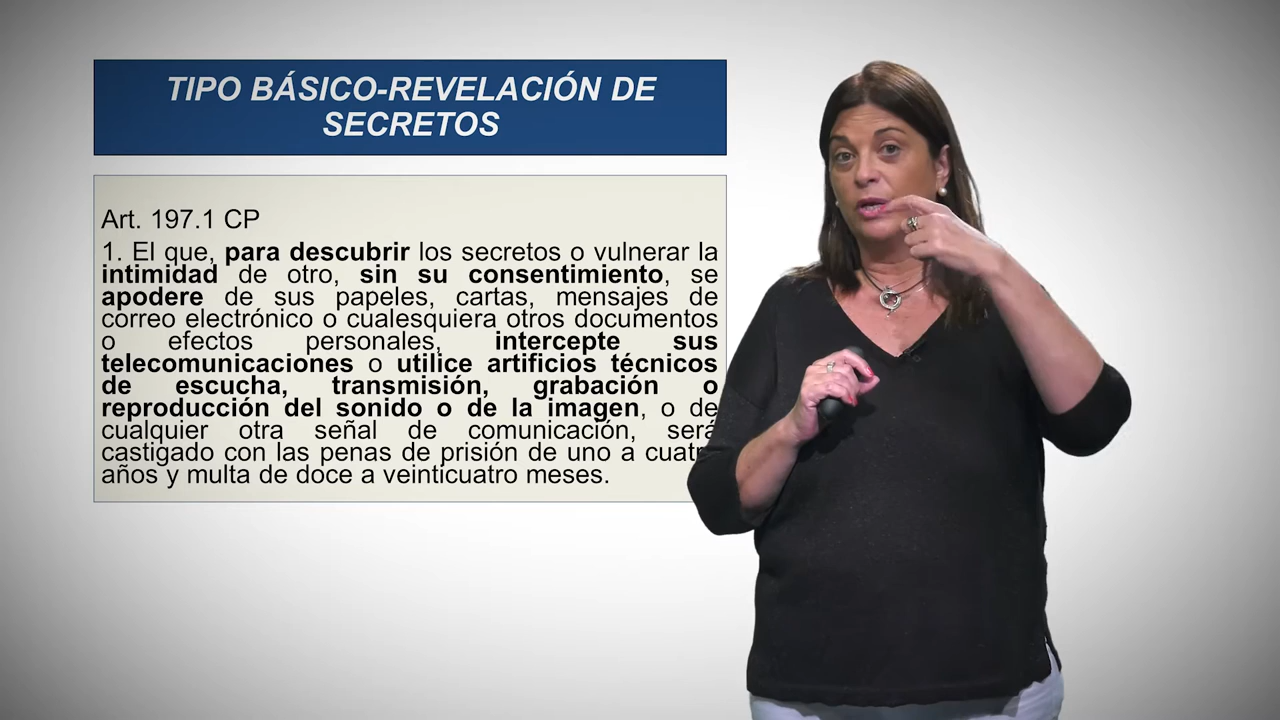 TIPO BÁSICO-REVELACIÓN DE
SECRETOS
Art. 197.1 CP
1. El que, para descubrir los secretos o vulnerar la
intimidad de otro, sin su consentimiento, se
apodere de sus papeles, cartas, mensajes de
correo electrónico o cualesquiera otros documentos
o efectos personales, intercepte sus
telecomunicaciones o utilice artificios técnicos
de escucha, transmisión, grabación o
reproducción del sonido o de la imagen, o de
cualquier otra señal de comunicación, será
castigado con las penas de prisión de uno a cuatro
años y multa de doce a veinticuatro meses.